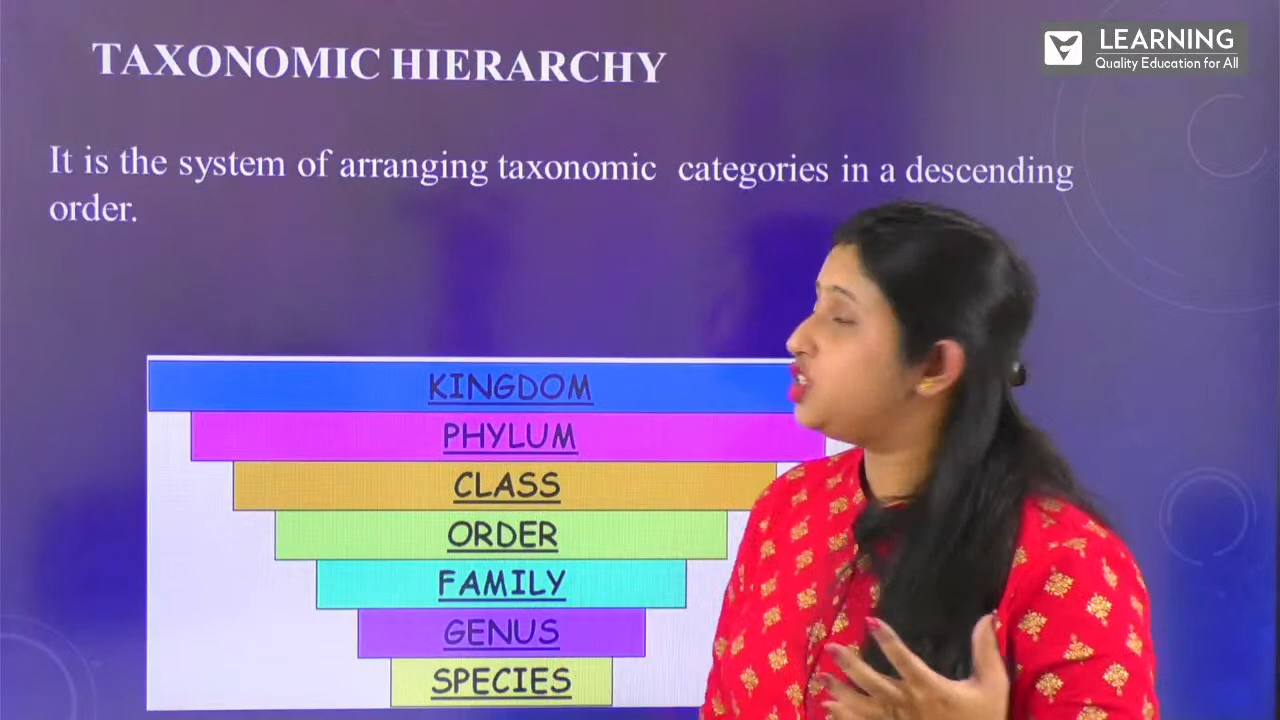 TAXONOMIC HIERARCHY
LEARNING
Quality Education for All
It is the system of arranging taxonomic categories in a descending
order.
KINGDOM
PHYLUM
CLASS
ORDER
FAMILY
GENUS
SPECIES